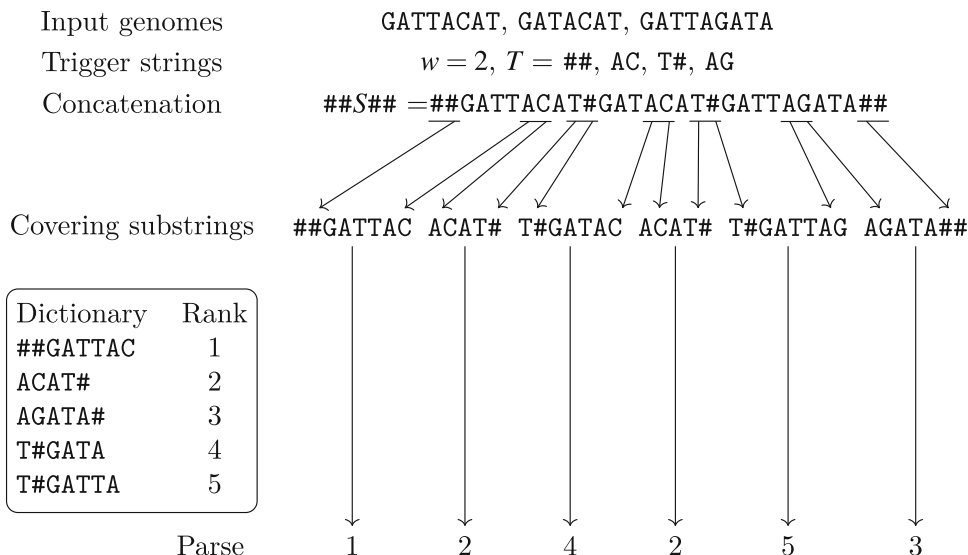 Input genomes GATTACAT, GATACAT, GATTAGATA
Trigger strings w = 2, T = ##, AC, T#, AG
Concatenation ##S## =##GATTACAT#GATACAT#GATTAGATA##
Covering substrings ##GATTAC ACAT# T#GATAC ACAT# T#GATTAG AGATA##
Dictionary Rank
##GATTAC 1
ACAT# 2
AGATA# 3
T#GATA 4
T#GATTA 5
Parse 1 2 4 2 5 3